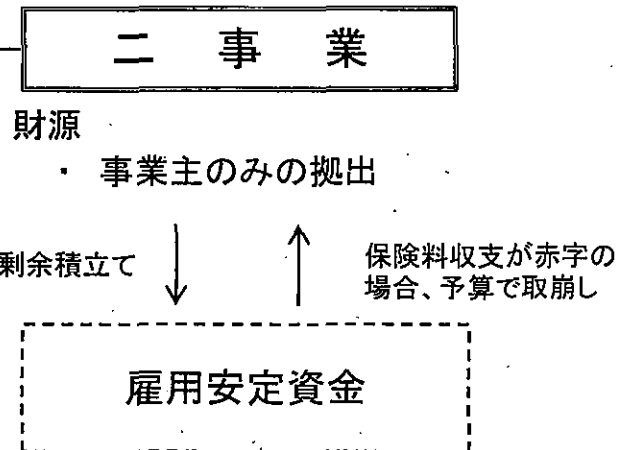 二 事 業
財源
・ 事業主のみの拠出
剰余積立て
保険料収支が赤字の
場合、予算で取崩し
雇用安定資金